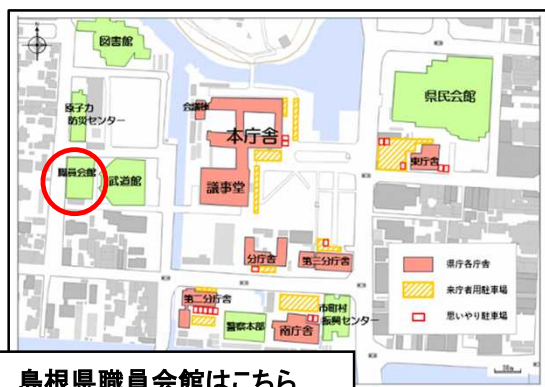 図書館
原子力
防災センター
会議棟
本庁舎
県民会館
東庁舎
職員会館
武道館
議事堂
分庁舎
第三分庁舎
県庁各庁舎
来庁者用駐車場
思いやり駐車場
第二分庁舎
警察本部
南庁舎
市町村
振興センター
島根県職員会館はこちら